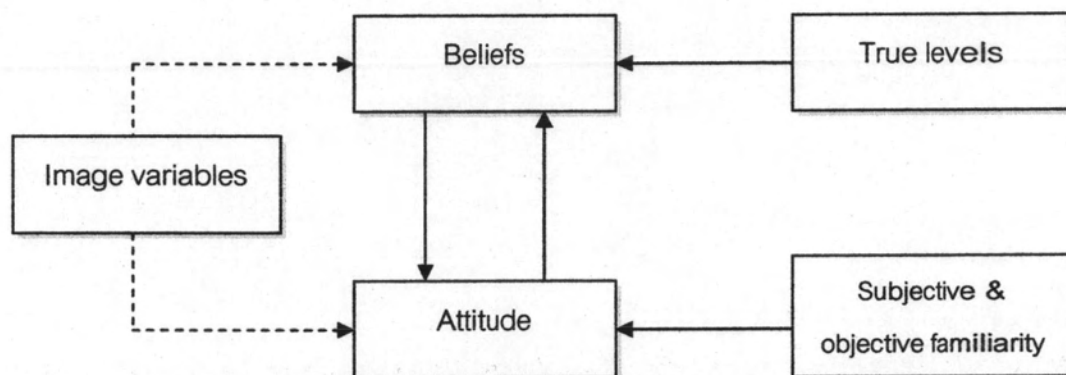 Beliefs
True levels
Image variables
Attitude
Subjective &
objective familiarity